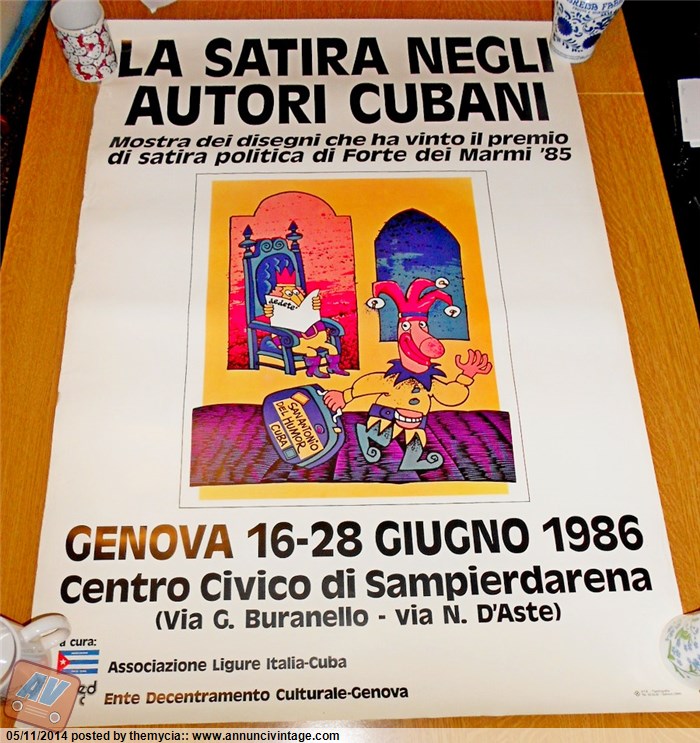 LA SATIRA NEGLI
AUTORI CUBANI
Mostra dei disegni che ha vinto il premio
di satira politica di Forte dei Marmi '85
dedete
SAN ANTONIO
DEL HUMOR
CUBA
GENOVA 16-28 GIUGNO 1986
Centro Civico di Sampierdarena
(Via G. Buranello - via N. D'Aste)
a cura:
Associazione Ligure Italia-Cuba
Ente Decentramento Culturale-Genova
AV
05/11/2014 posted by themycia:: www.annuncivintage.com